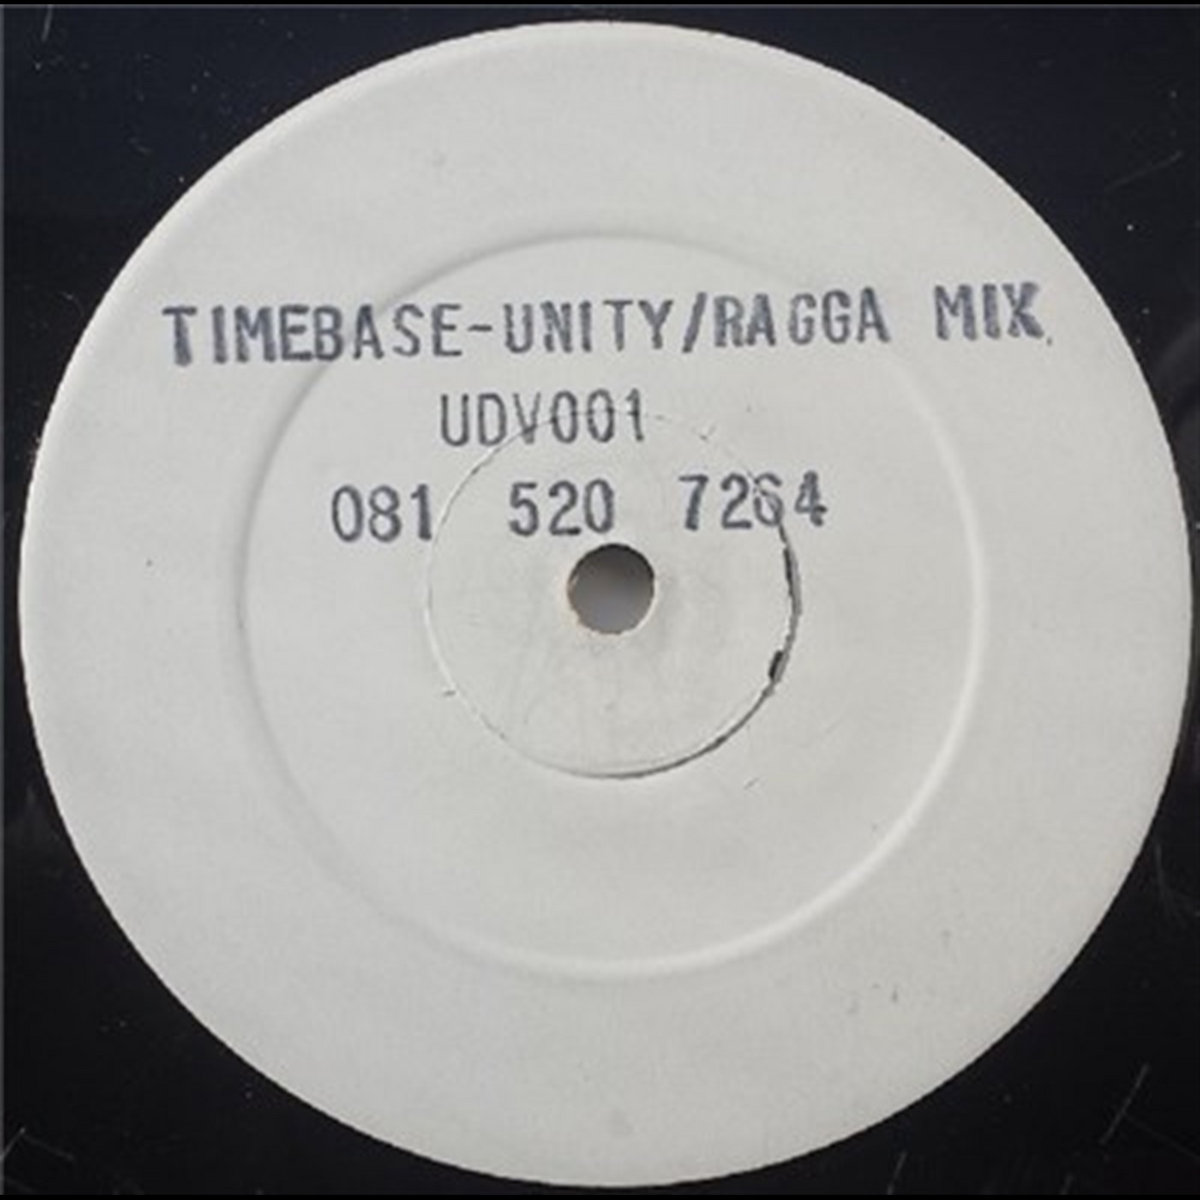 TIMEBASE-UNITY/RAGGA MIX
UDV001
081 520 7264